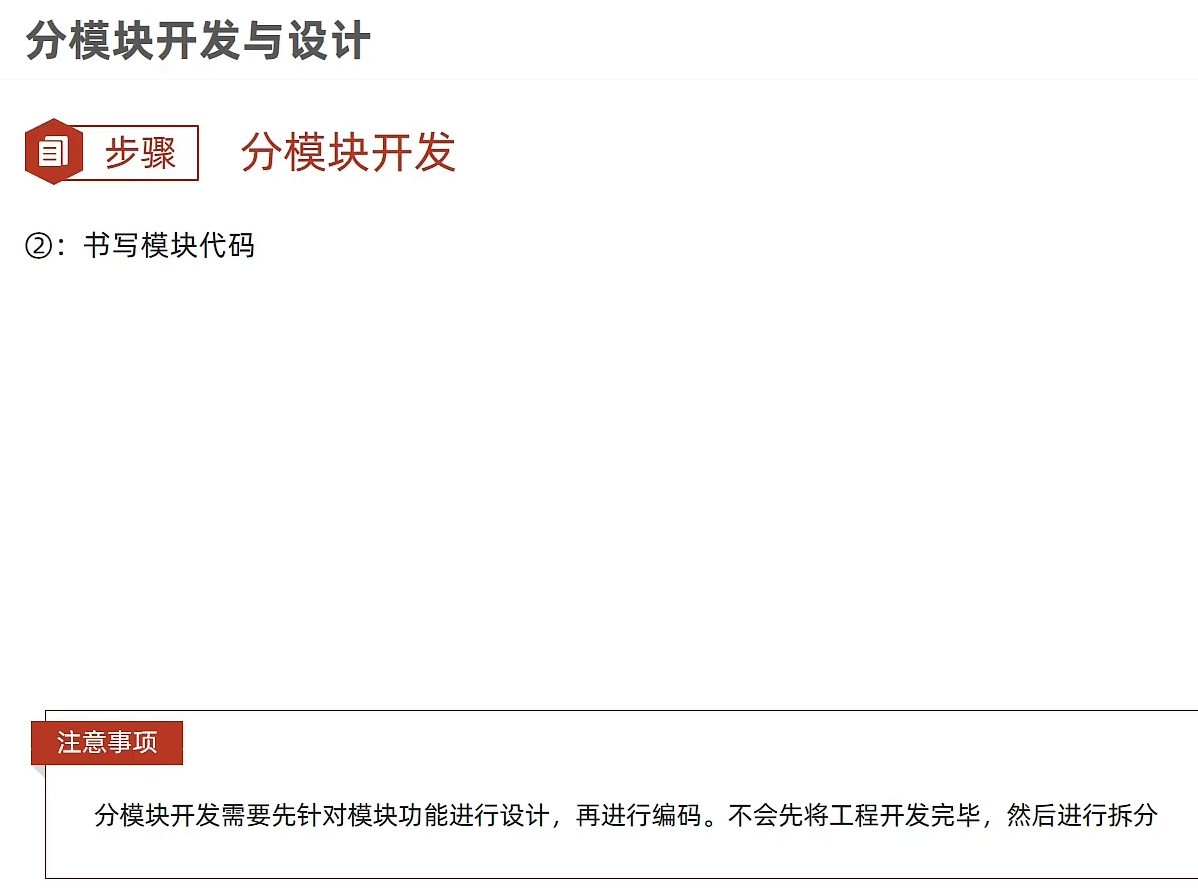 分模块开发与设计
步骤
分模块开发
②：书写模块代码
注意事项
分模块开发需要先针对模块功能进行设计，再进行编码。不会先将工程开发完毕，然后进行拆分